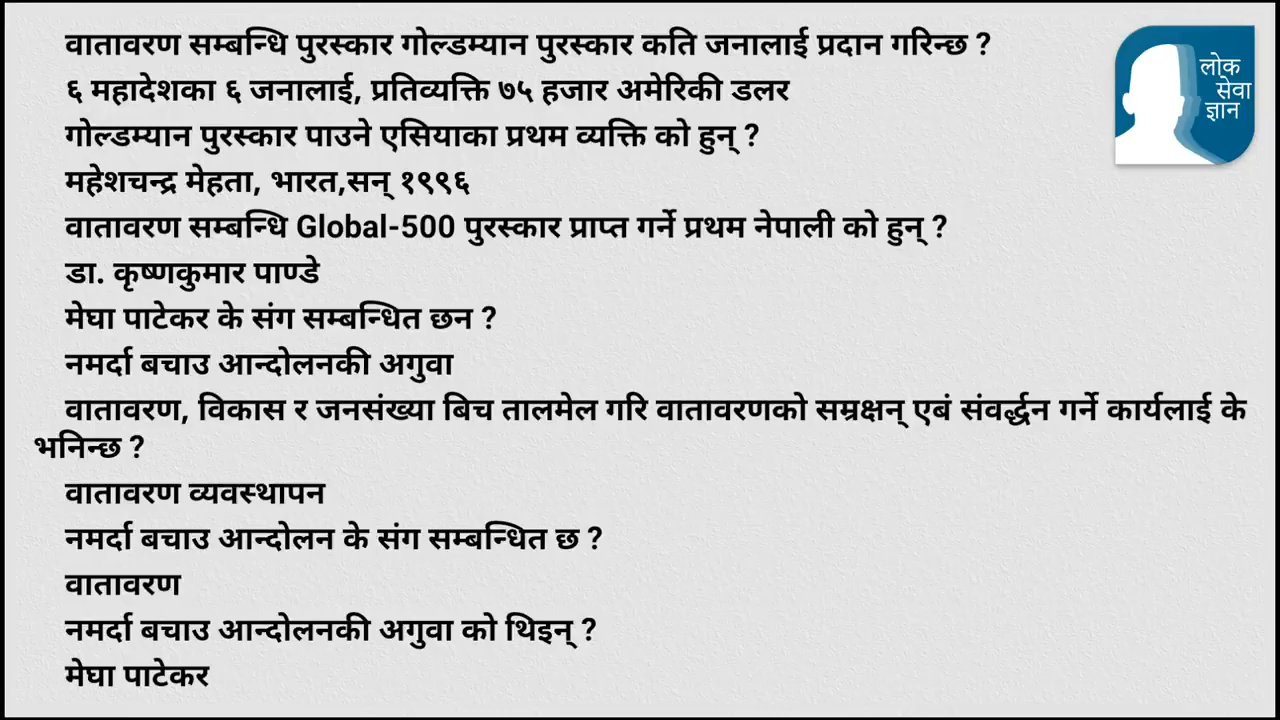 वातावरण सम्बन्धि पुरस्कार गोल्डम्यान पुरस्कार कति जनालाई प्रदान गरिन्छ ?
६ महादेशका ६ जनालाई, प्रतिव्यक्ति ७५ हजार अमेरिकी डलर
गोल्डम्यान पुरस्कार पाउने एसियाका प्रथम व्यक्ति को हुन् ?
महेशचन्द्र मेहता, भारत,सन् १९९६
वातावरण सम्बन्धि Global-500 पुरस्कार प्राप्त गर्ने प्रथम नेपाली को हुन् ?
डा. कृष्णकुमार पाण्डे
मेघा पाटेकर के संग सम्बन्धित छन ?
नमर्दा बचाउ आन्दोलनकी अगुवा
वातावरण, विकास र जनसंख्या बिच तालमेल गरि वातावरणको सम्रक्षन् एबं संवर्द्धन गर्ने कार्यलाई के
भनिन्छ ?
वातावरण व्यवस्थापन
नमर्दा बचाउ आन्दोलन के संग सम्बन्धित छ ?
वातावरण
नमर्दा बचाउ आन्दोलनकी अगुवा को थिइन् ?
मेघा पाटेकर
लोक
सेवा
ज्ञान